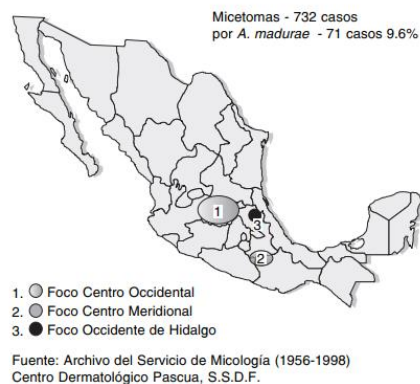 Micetomas - 732 casos
por A. madurae - 71 casos 9.6%
1
3
2
1. Foco Centro Occidental
2. Foco Centro Meridional
3. Foco Occidente de Hidalgo
Fuente: Archivo del Servicio de Micología (1956-1998)
Centro Dermatológico Pascua, S.S.D.F.